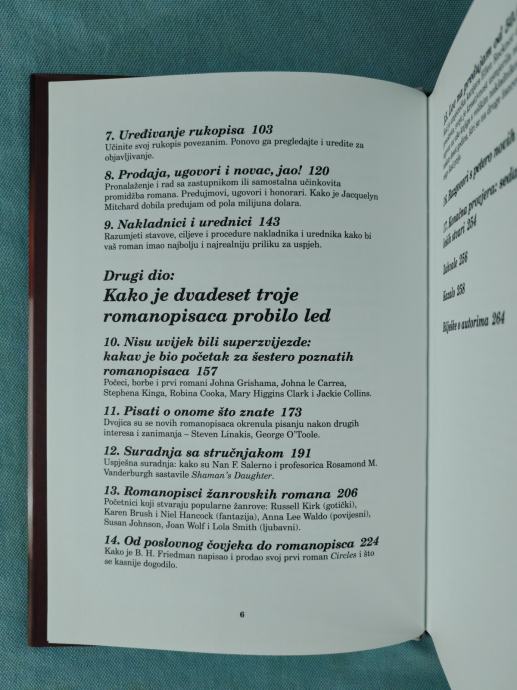 7. Uređivanje rukopisa 103
Učinite svoj rukopis povezanim. Ponovo ga pregledajte i uredite za
objavljivanje.
8. Prodaja, ugovori i novac, jao! 120
Pronalaženje i rad sa zastupnikom ili samostalna učinkovita
promidžba romana. Predujmovi, ugovori i honorari. Kako je Jacquelyn
Mitchard dobila predujam od pola milijuna dolara.
9. Nakladnici i urednici 143
Razumjeti stavove, ciljeve i procedure nakladnika i urednika kako bi
vaš roman imao najbolju i najrealniju priliku za uspjeh.
Drugi dio:
Kako je dvadeset troje
romanopisaca probilo led
10. Nisu uvijek bili superzvijezde:
kakav je bio početak za šestero poznatih
romanopisaca 157
Počeci, borbe i prvi romani Johna Grishama, Johna le Carrea,
Stephena Kinga, Robina Cooka, Mary Higgins Clark i Jackie Collins.
11. Pisati o onome što znate 173
Dvojica su se novih romanopisaca okrenula pisanju nakon drugih
interesa i zanimanja – Steven Linakis, George O'Toole.
12. Suradnja sa stručnjakom 191
Uspješna suradnja: kako su Nan F. Salerno i profesorica Rosamond M.
Vanderburgh sastavile Shaman's Daughter.
13. Romanopisci žanrovskih romana 206
Početnici koji stvaraju popularne žanrove: Russell Kirk (gotički),
Karen Brush i Niel Hancock (fantazija), Anna Lee Waldo (povijesni),
Susan Johnson, Joan Wolf i Lola Smith (ljubavni).
14. Od poslovnog čovjeka do romanopisca 224
Kako je B. H. Friedman napisao i prodao svoj prvi roman Circles i što
se kasnije dogodilo.
6
16. Razgovori s petero
17. Konačna provjera:
254
258
Kazalo 258
Bilješke o autorima 264